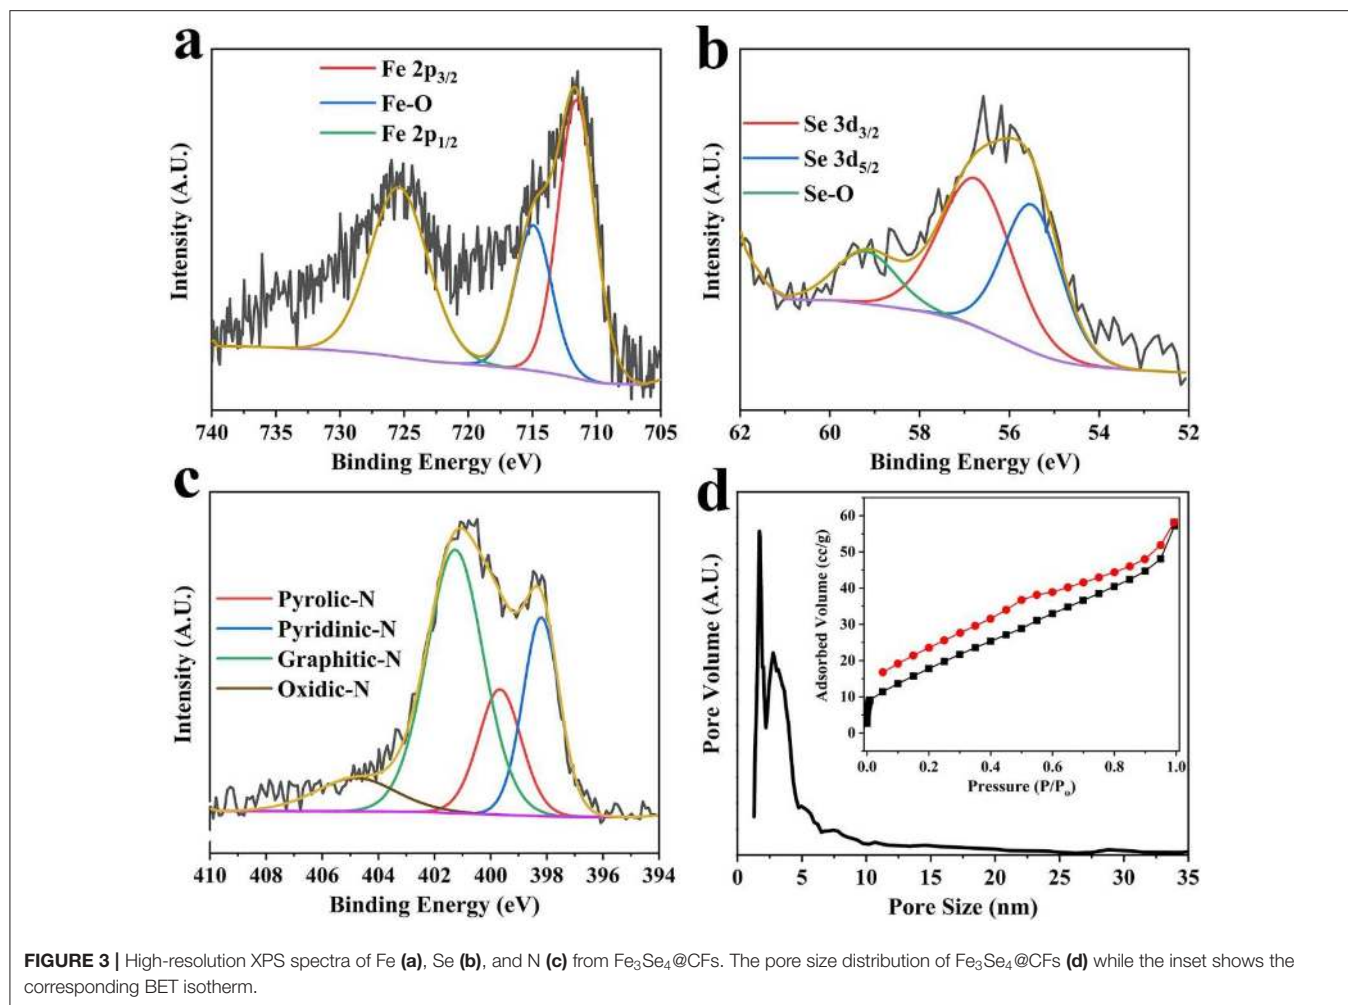 a
Fe 2p3/2
Fe-O
Fe 2p1/2
Intensity (A.U.)
740 735 730 725 720 715 710 705
Binding Energy (eV)
b
Se 3d3/2
Se 3d5/2
Se-O
Intensity (A.U.)
62 60 58 56 54 52
Binding Energy (eV)
c
Pyrolic-N
Pyridinic-N
Graphitic-N
Oxidic-N
Intensity (A.U.)
410 408 406 404 402 400 398 396 394
Binding Energy (eV)
d
Pore Volume (A.U.)
0 5 10 15 20 25 30 35
Pore Size (nm)
Adsorbed Volume (cc/g)
60
50
40
30
20
10
0
0.0 0.2 0.4 0.6 0.8 1.0
Pressure (P/Po)
FIGURE 3 | High-resolution XPS spectra of Fe (a), Se (b), and N (c) from Fe3Se4@CFs. The pore size distribution of Fe3Se4@CFs (d) while the inset shows the
corresponding BET isotherm.